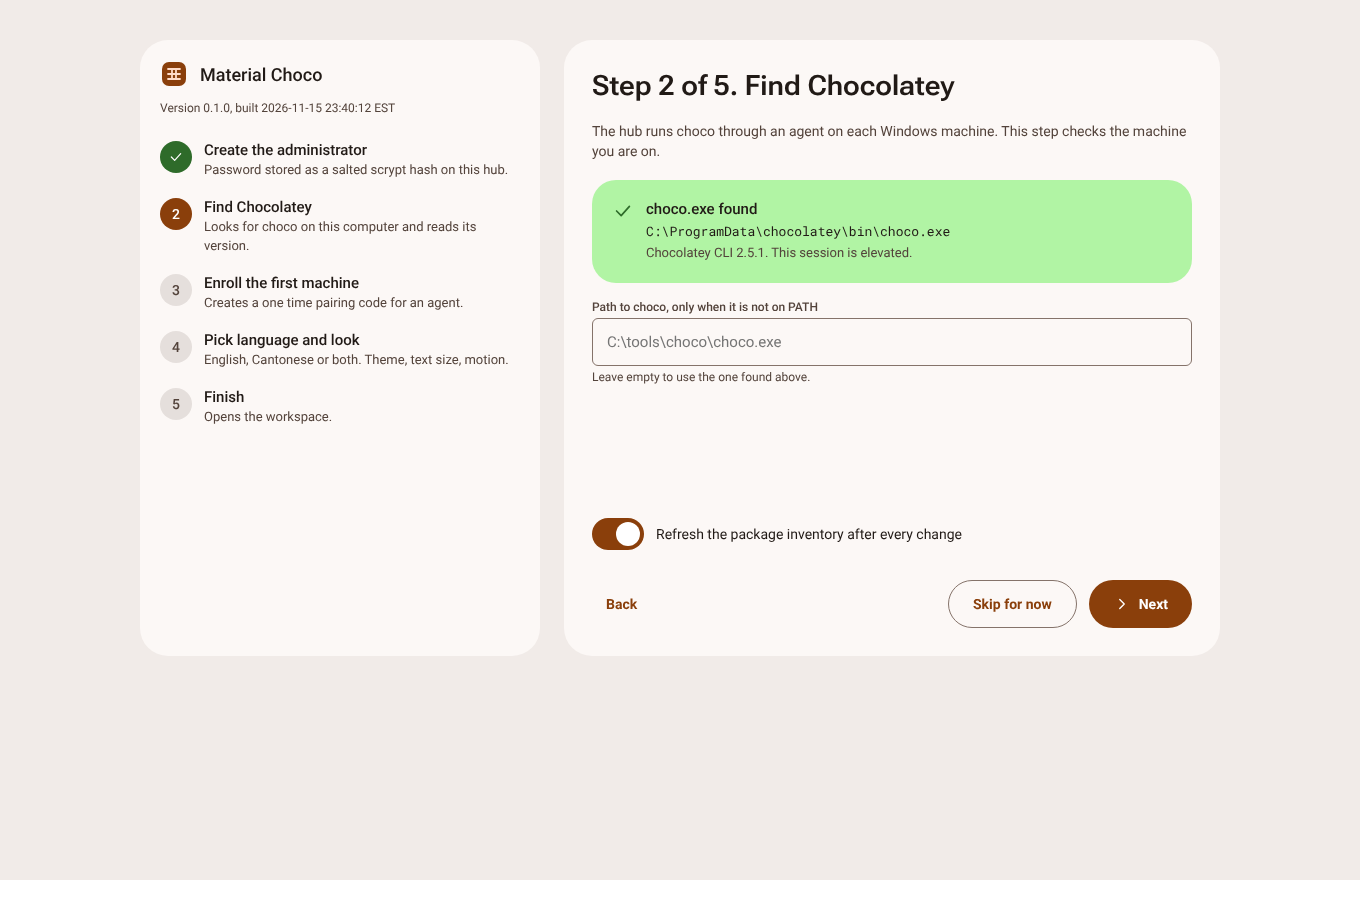 Material Choco
Version 0.1.0, built 2026-11-15 23:40:12 EST
Create the administrator
Password stored as a salted scrypt hash on this hub.
2
Find Chocolatey
Looks for choco on this computer and reads its
version.
3
Enroll the first machine
Creates a one time pairing code for an agent.
4
Pick language and look
English, Cantonese or both. Theme, text size, motion.
5
Finish
Opens the workspace.
Step 2 of 5. Find Chocolatey
The hub runs choco through an agent on each Windows machine. This step checks the machine
you are on.
choco.exe found
C:\ProgramData\chocolatey\bin\choco.exe
Chocolatey CLI 2.5.1. This session is elevated.
Path to choco, only when it is not on PATH
C:\tools\choco\choco.exe
Leave empty to use the one found above.
Refresh the package inventory after every change
Back
Skip for now
Next